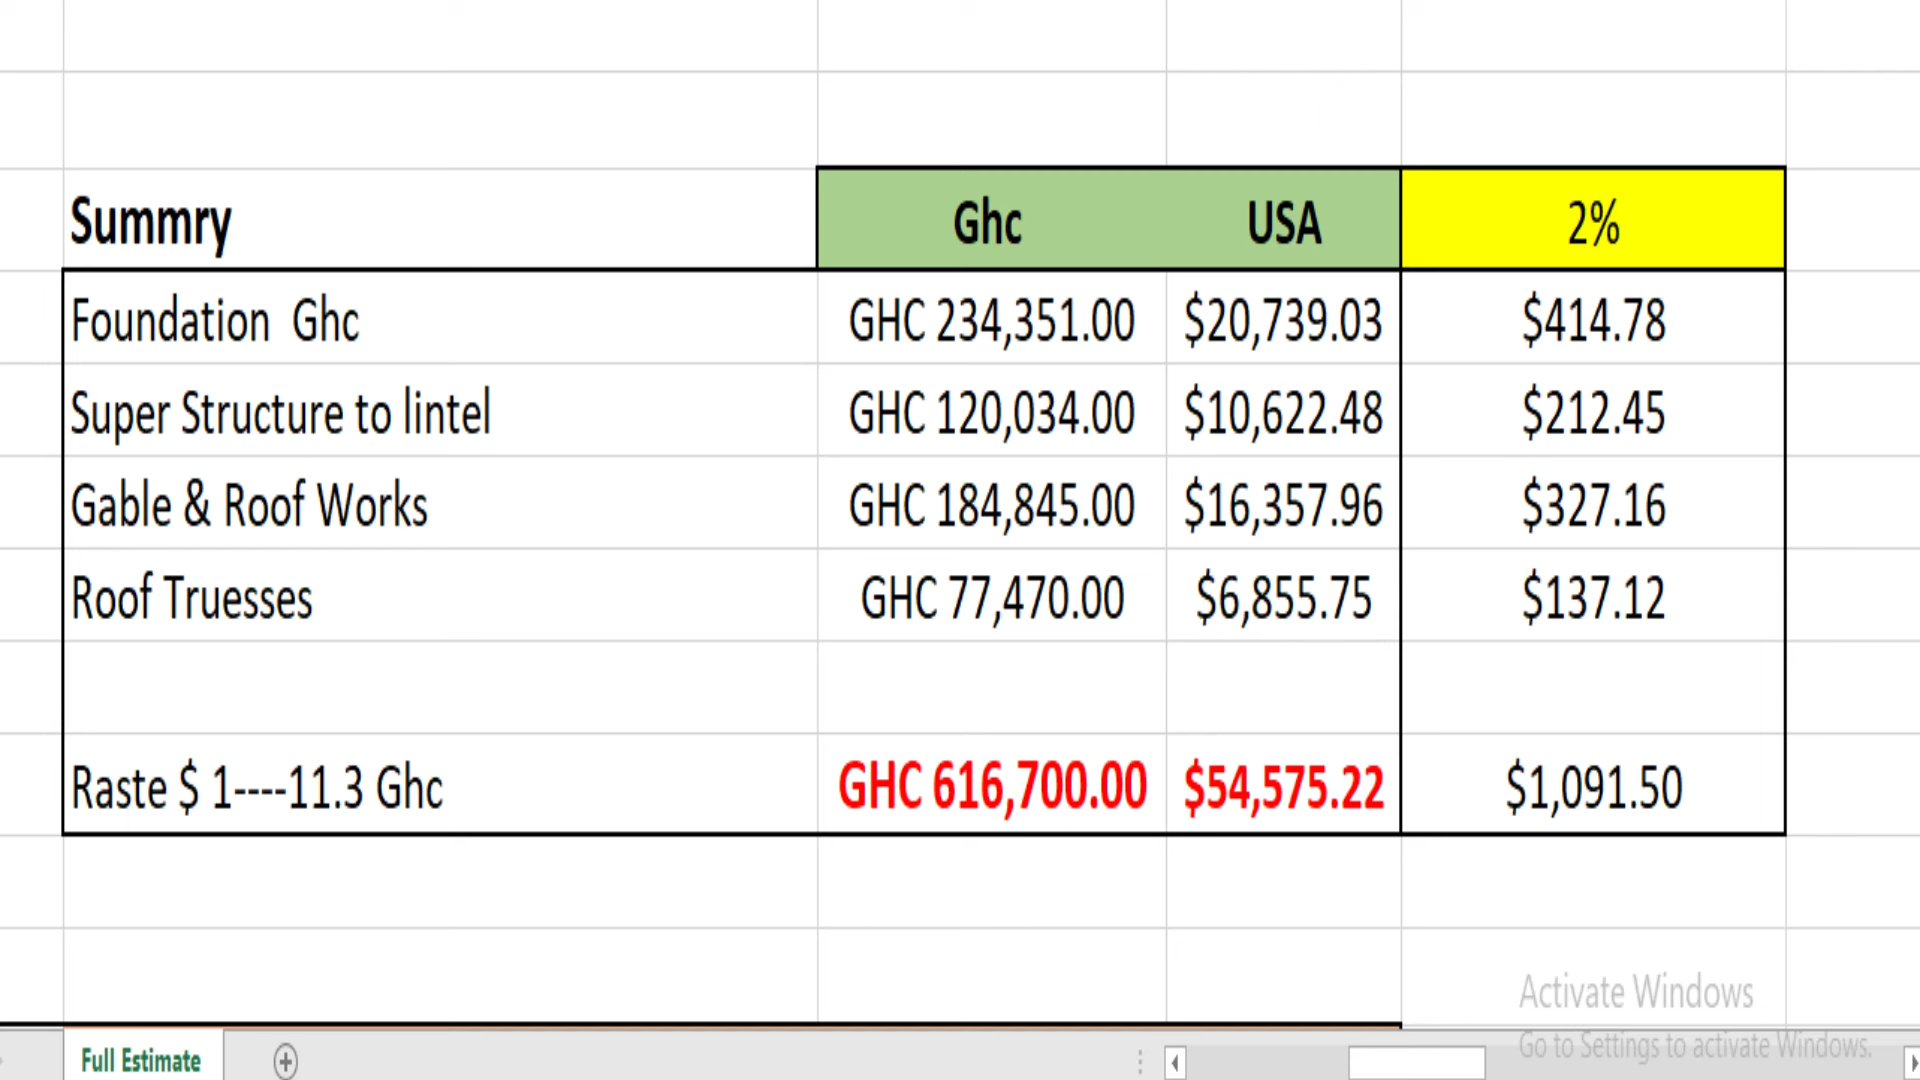 Summry Ghc USA 2%
Foundation Ghc GHC 234,351.00 $20,739.03 $414.78
Super Structure to lintel GHC 120,034.00 $10,622.48 $212.45
Gable & Roof Works GHC 184,845.00 $16,357.96 $327.16
Roof Truesses GHC 77,470.00 $6,855.75 $137.12
Raste $ 1----11.3 Ghc GHC 616,700.00 $54,575.22 $1,091.50
Activate Windows
Go to Settings to activate Windows.
Full Estimate